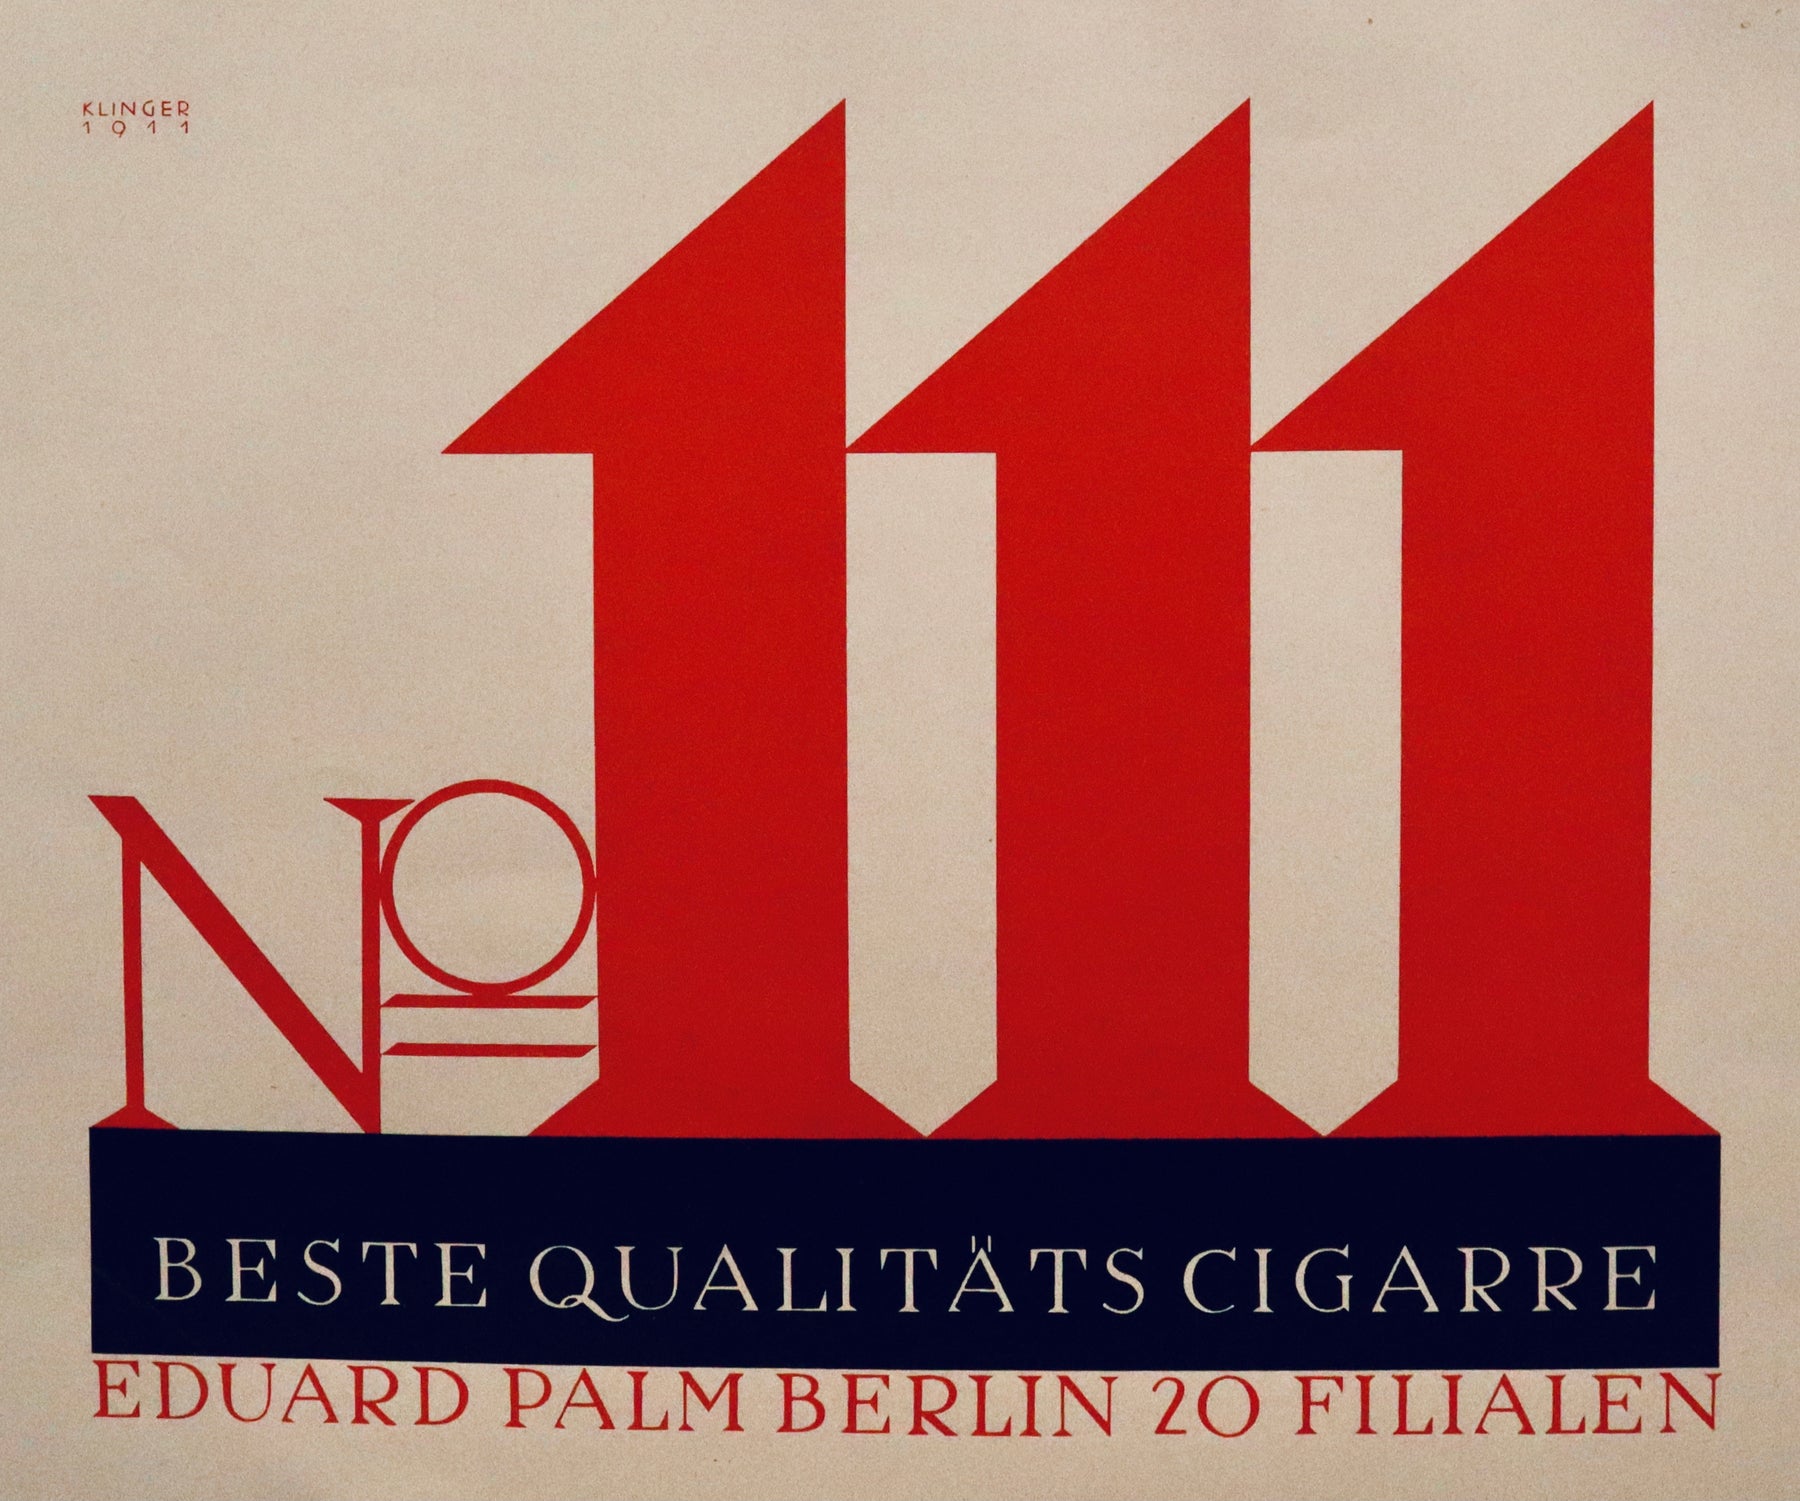 KLINGER
1911
Nº 111
BESTE QUALITÄTS CIGARRE
EDUARD PALM BERLIN 20 FILIALEN